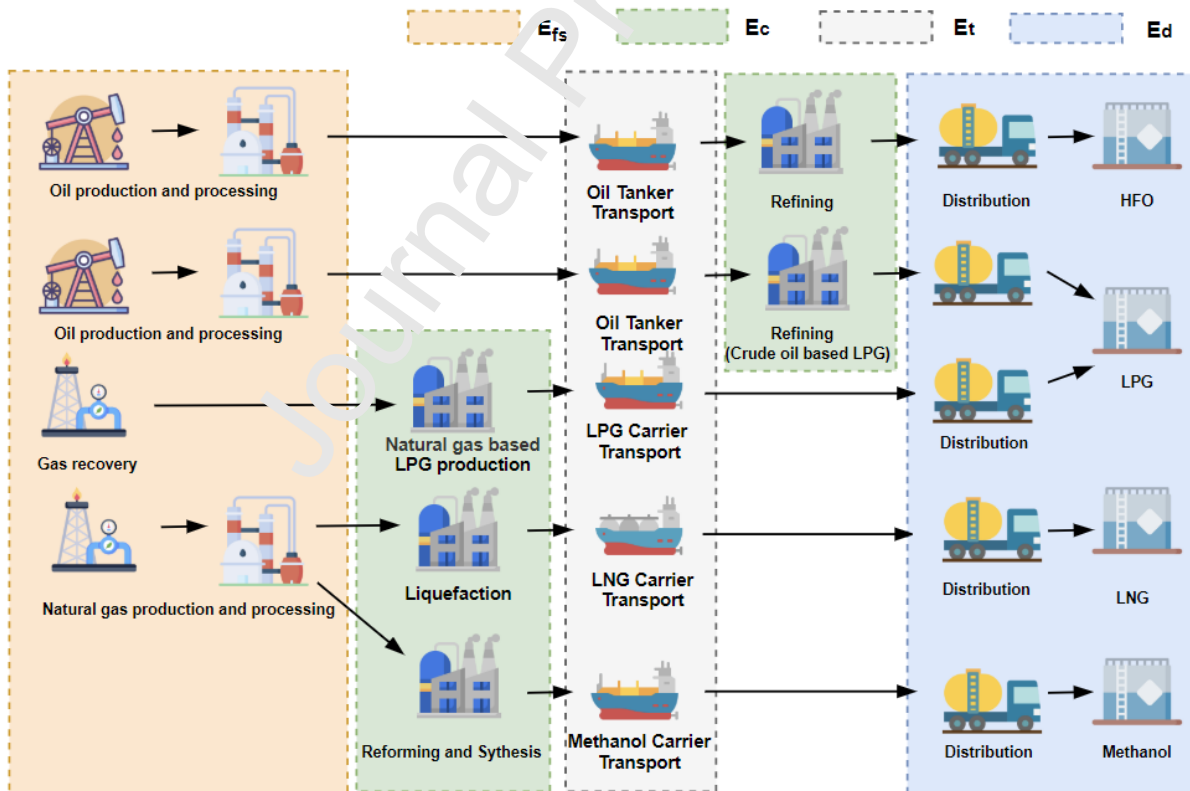 Efs
Ec
Et
Ed
Journal Pr
Oil production and processing
Oil Tanker
Transport
Refining
Distribution
HFO
Oil production and processing
Oil Tanker
Transport
Refining
(Crude oil based LPG)
LPG
Gas recovery
Natural gas based
LPG production
LPG Carrier
Transport
Distribution
Natural gas production and processing
Liquefaction
LNG Carrier
Transport
Distribution
LNG
Reforming and Sythesis
Methanol Carrier
Transport
Distribution
Methanol